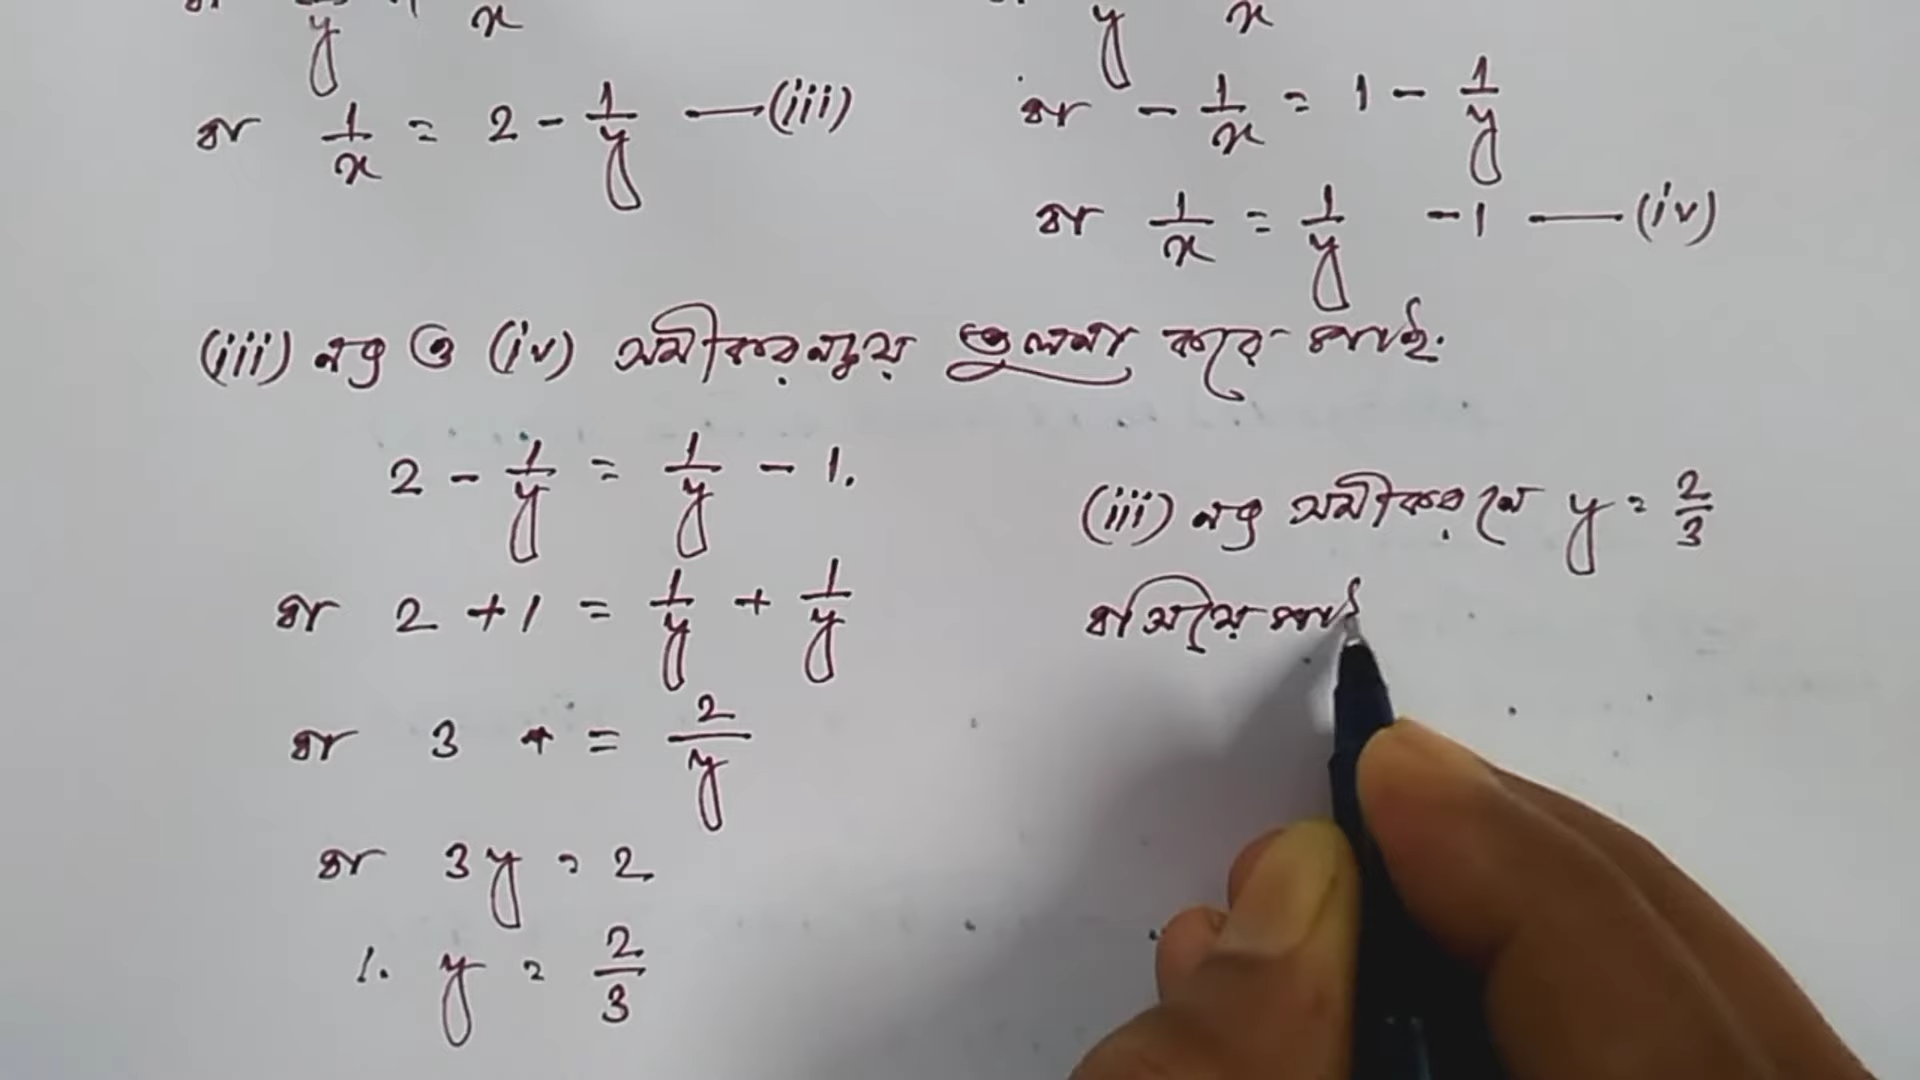 y x
বা 1/x = 2 - 1/y —(iii)
y x
বা - 1/x = 1 - 1/y
বা 1/x = 1/y - 1 —(iv)
(iii) নং ও (iv) সমীকরনদ্বয় তুলনা করে পাই.
2 - 1/y = 1/y - 1.
বা 2 + 1 = 1/y + 1/y
বা 3 = 2/y
বা 3y = 2
∴ y = 2/3
(iii) নং সমীকরণে y = 2/3
বসিয়ে পাই